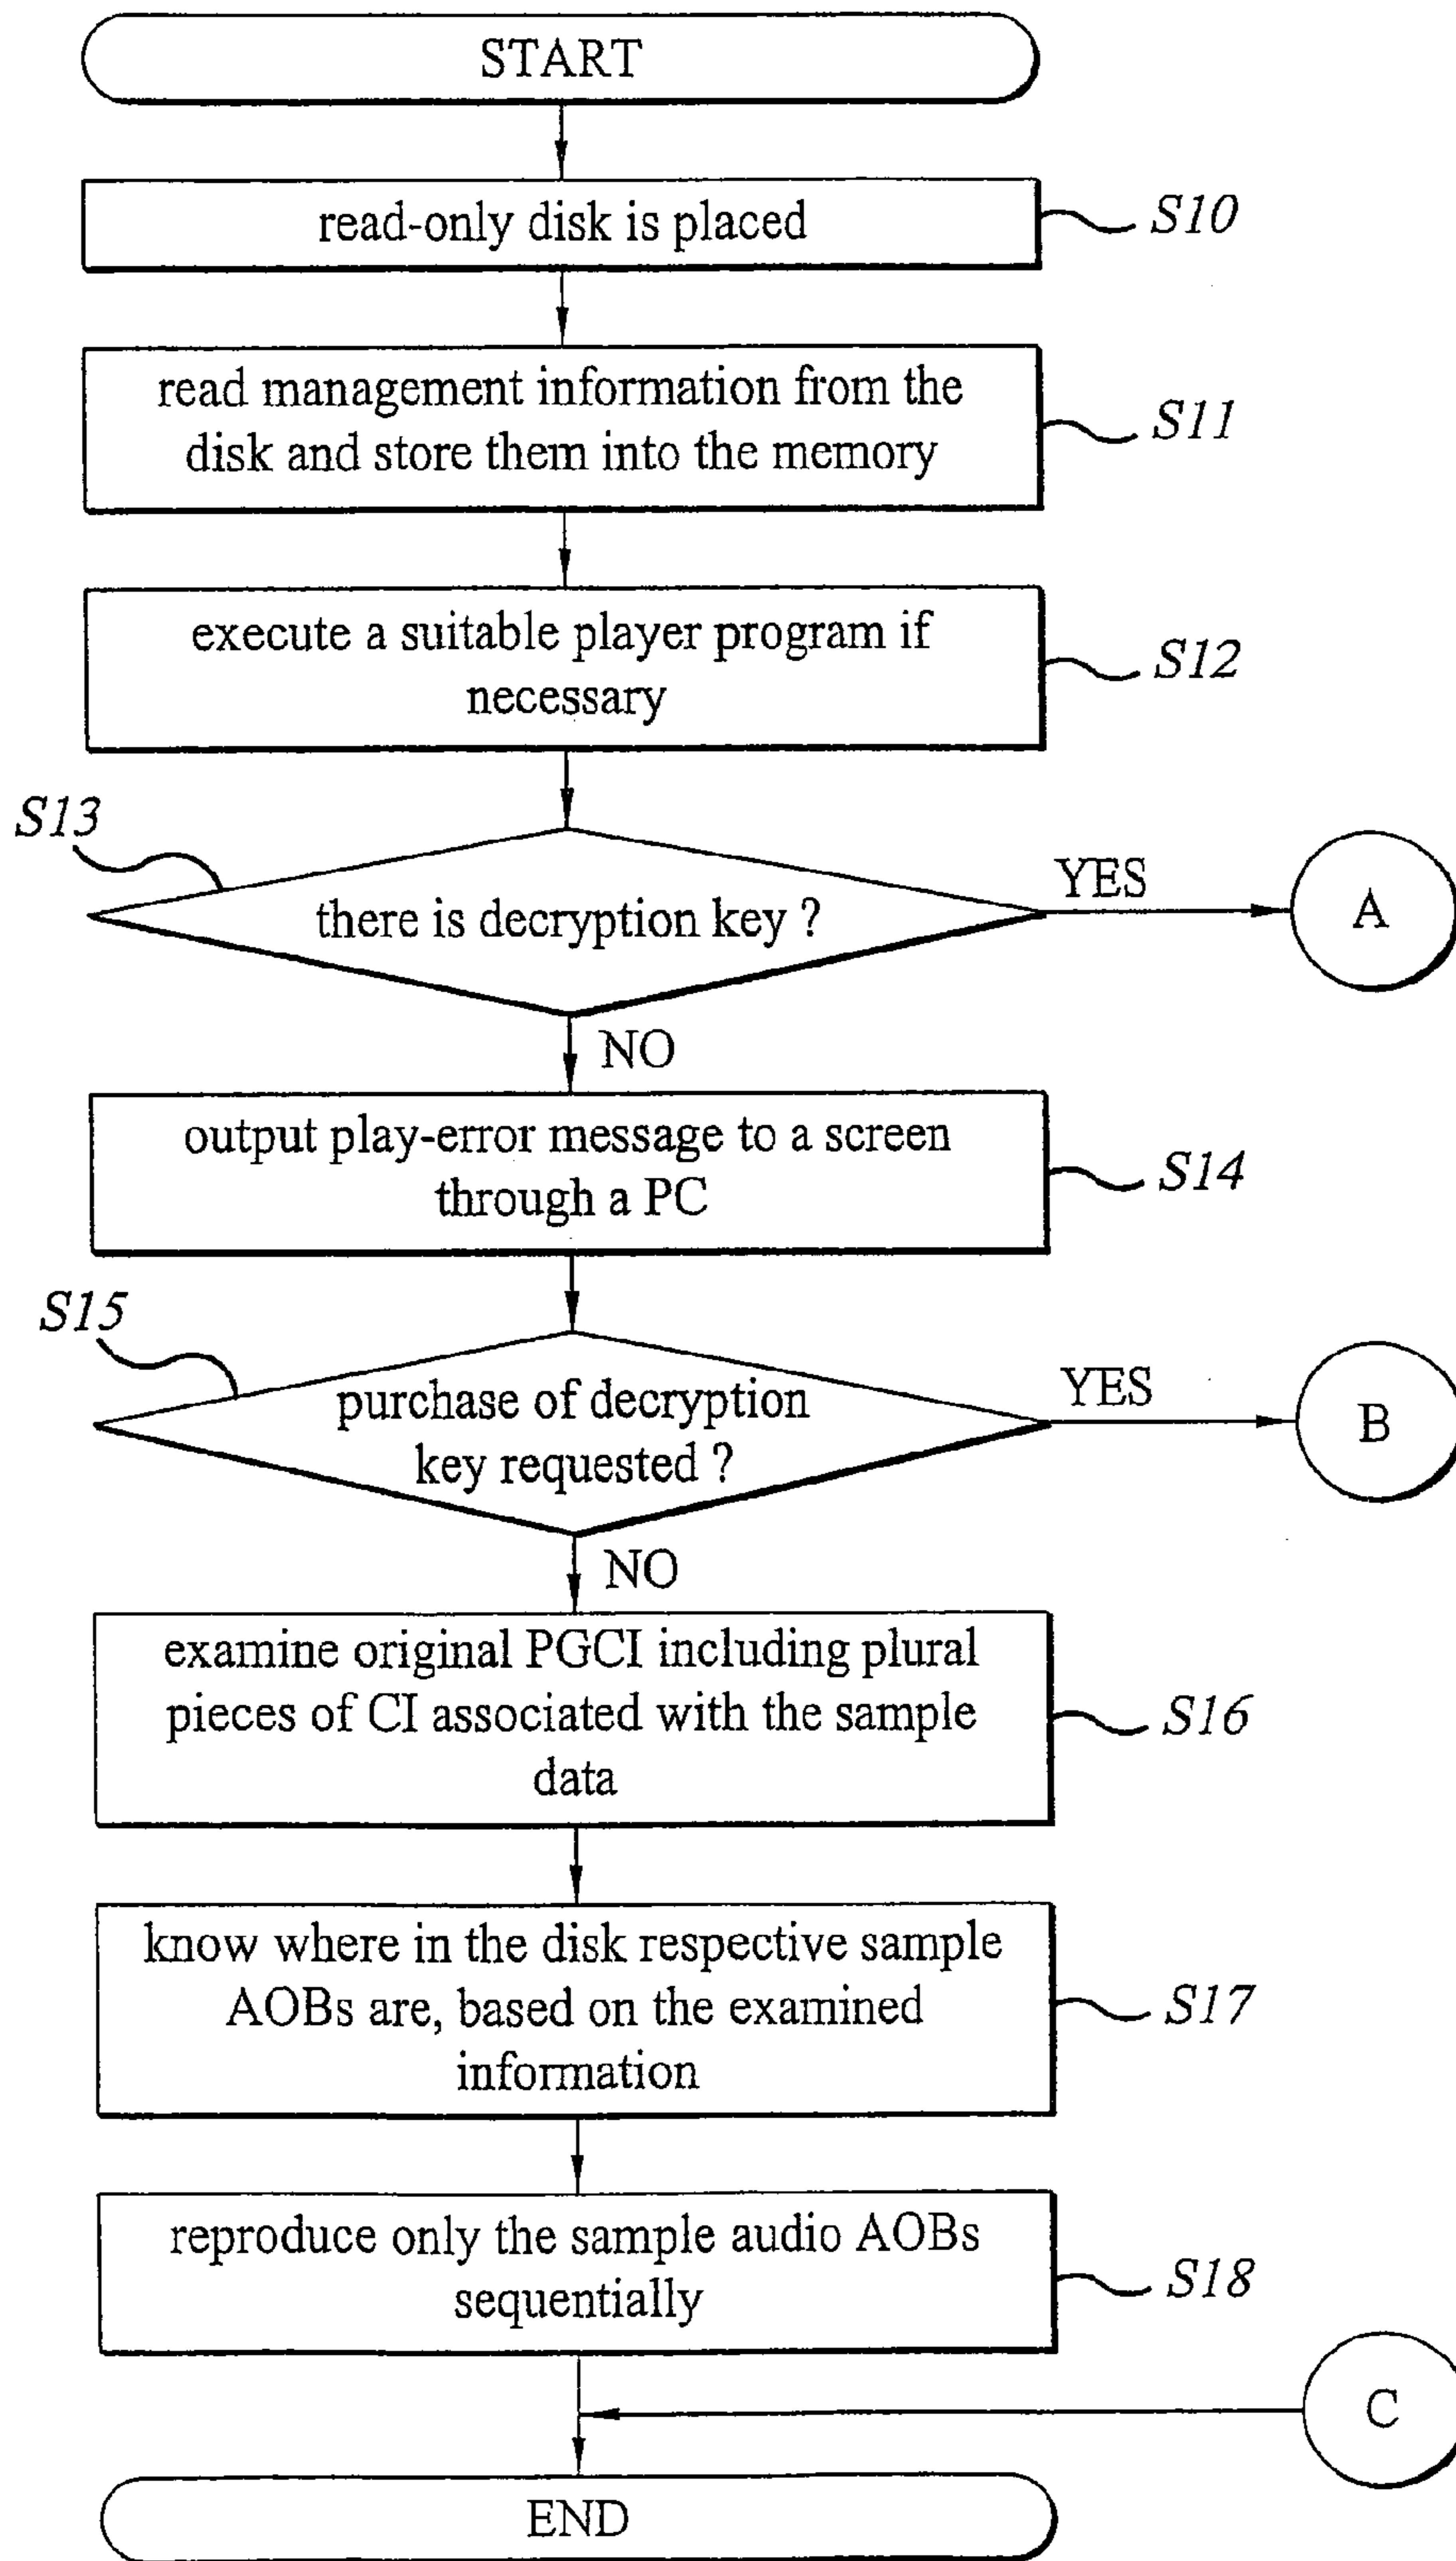 START
read-only disk is placed
S10
read management information from the
disk and store them into the memory
S11
execute a suitable player program if
necessary
S12
S13
there is decryption key ?
YES
A
NO
output play-error message to a screen
through a PC
S14
S15
purchase of decryption
key requested ?
YES
B
NO
examine original PGCI including plural
pieces of CI associated with the sample
data
S16
know where in the disk respective sample
AOBs are, based on the examined
information
S17
reproduce only the sample audio AOBs
sequentially
S18
C
END